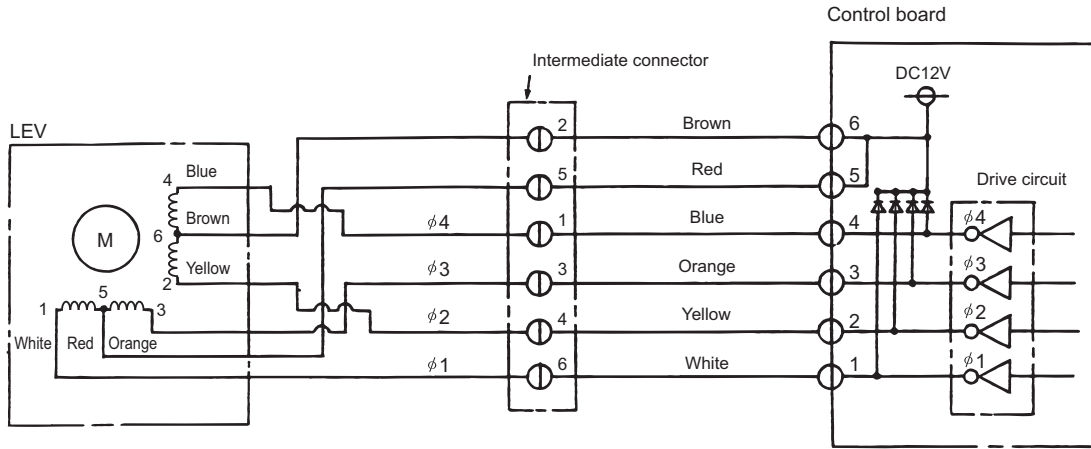 Control board
Intermediate connector
DC12V
LEV
2 Brown 6
4 Blue
5 Red 5
Drive circuit
Brown
6
φ4 1 Blue 4 φ4
M
Yellow
2
φ3 3 Orange 3 φ3
1 5 3
φ2 4 Yellow 2 φ2
White Red Orange
φ1 6 White 1 φ1